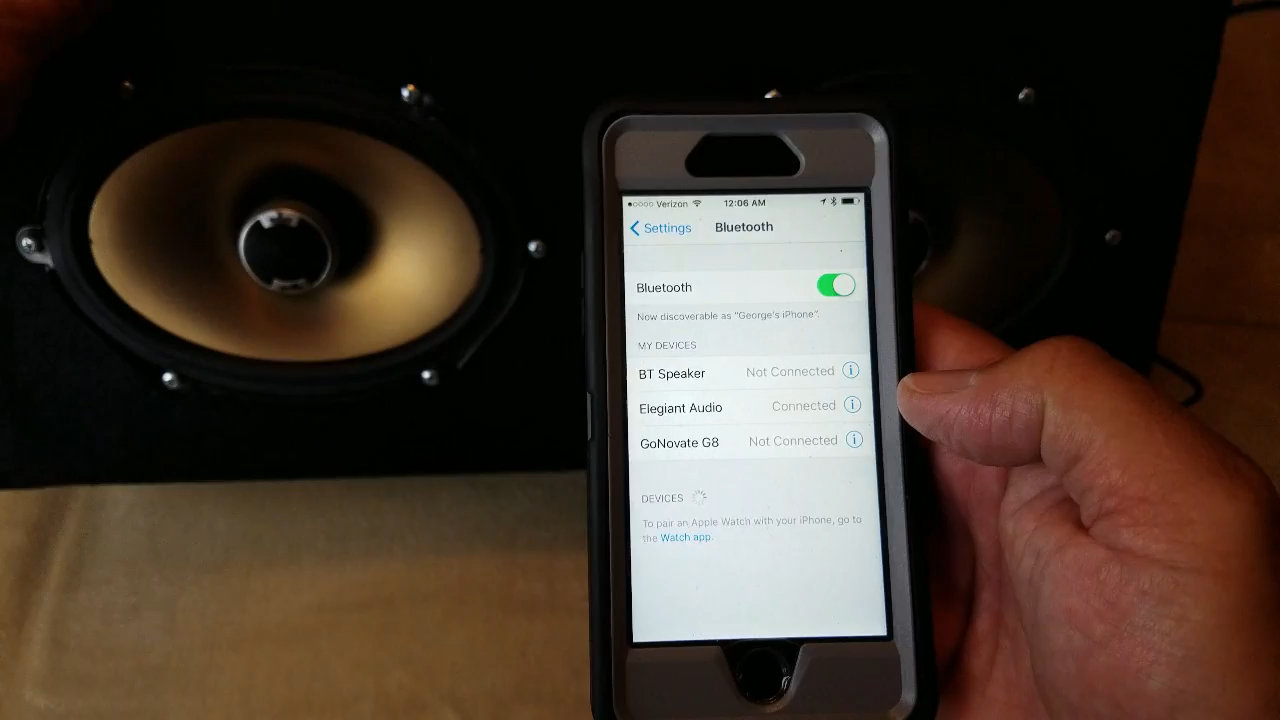 Verizon 12:06 AM
Settings Bluetooth
Bluetooth
Now discoverable as "George's iPhone".
MY DEVICES
BT Speaker Not Connected
Elegiant Audio Connected
GoNovate G8 Not Connected
DEVICES
To pair an Apple Watch with your iPhone, go to
the Watch app.